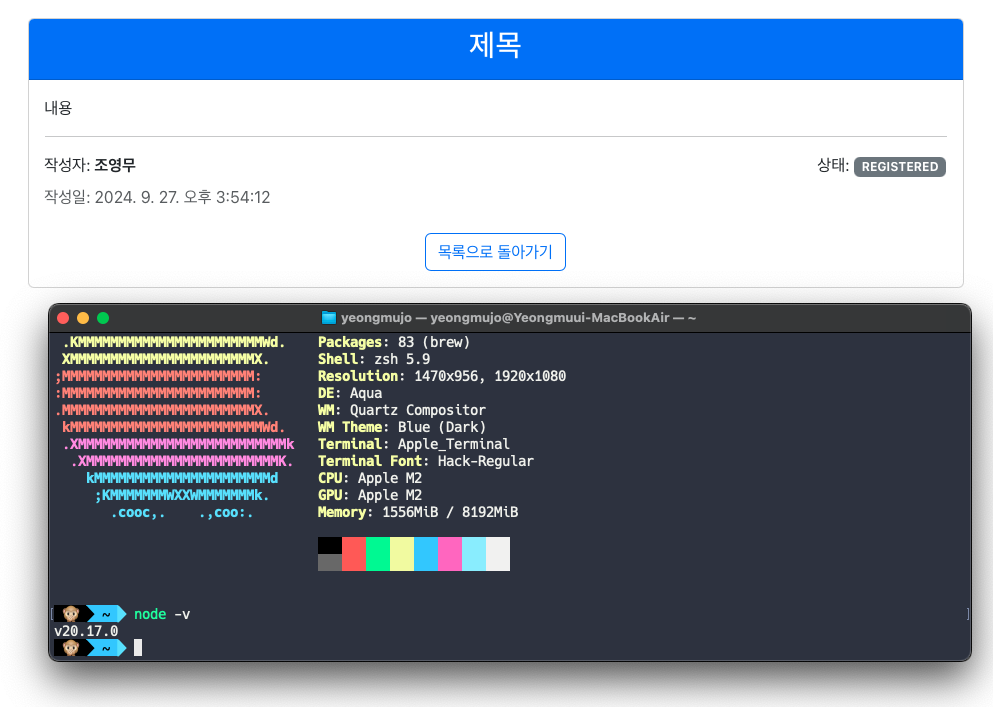 제목
내용
작성자: 조영무
상태: REGISTERED
작성일: 2024. 9. 27. 오후 3:54:12
목록으로 돌아가기
yeongmujo — yeongmujo@Yeongmuui-MacBookAir — ~
.KMMMMMMMMMMMMMMMMMMMMMMMWd. Packages: 83 (brew)
XMMMMMMMMMMMMMMMMMMMMMMMX. Shell: zsh 5.9
;MMMMMMMMMMMMMMMMMMMMMMMM: Resolution: 1470x956, 1920x1080
:MMMMMMMMMMMMMMMMMMMMMMMM: DE: Aqua
.MMMMMMMMMMMMMMMMMMMMMMMMX. WM: Quartz Compositor
kMMMMMMMMMMMMMMMMMMMMMMMMWd. WM Theme: Blue (Dark)
.XMMMMMMMMMMMMMMMMMMMMMMMMMMk Terminal: Apple_Terminal
.XMMMMMMMMMMMMMMMMMMMMMMMMK. Terminal Font: Hack-Regular
kMMMMMMMMMMMMMMMMMMMMMMd CPU: Apple M2
;KMMMMMMMWXXWMMMMMMMk. GPU: Apple M2
.cooc,. .,coo:. Memory: 1556MiB / 8192MiB
~ node -v
v20.17.0
~